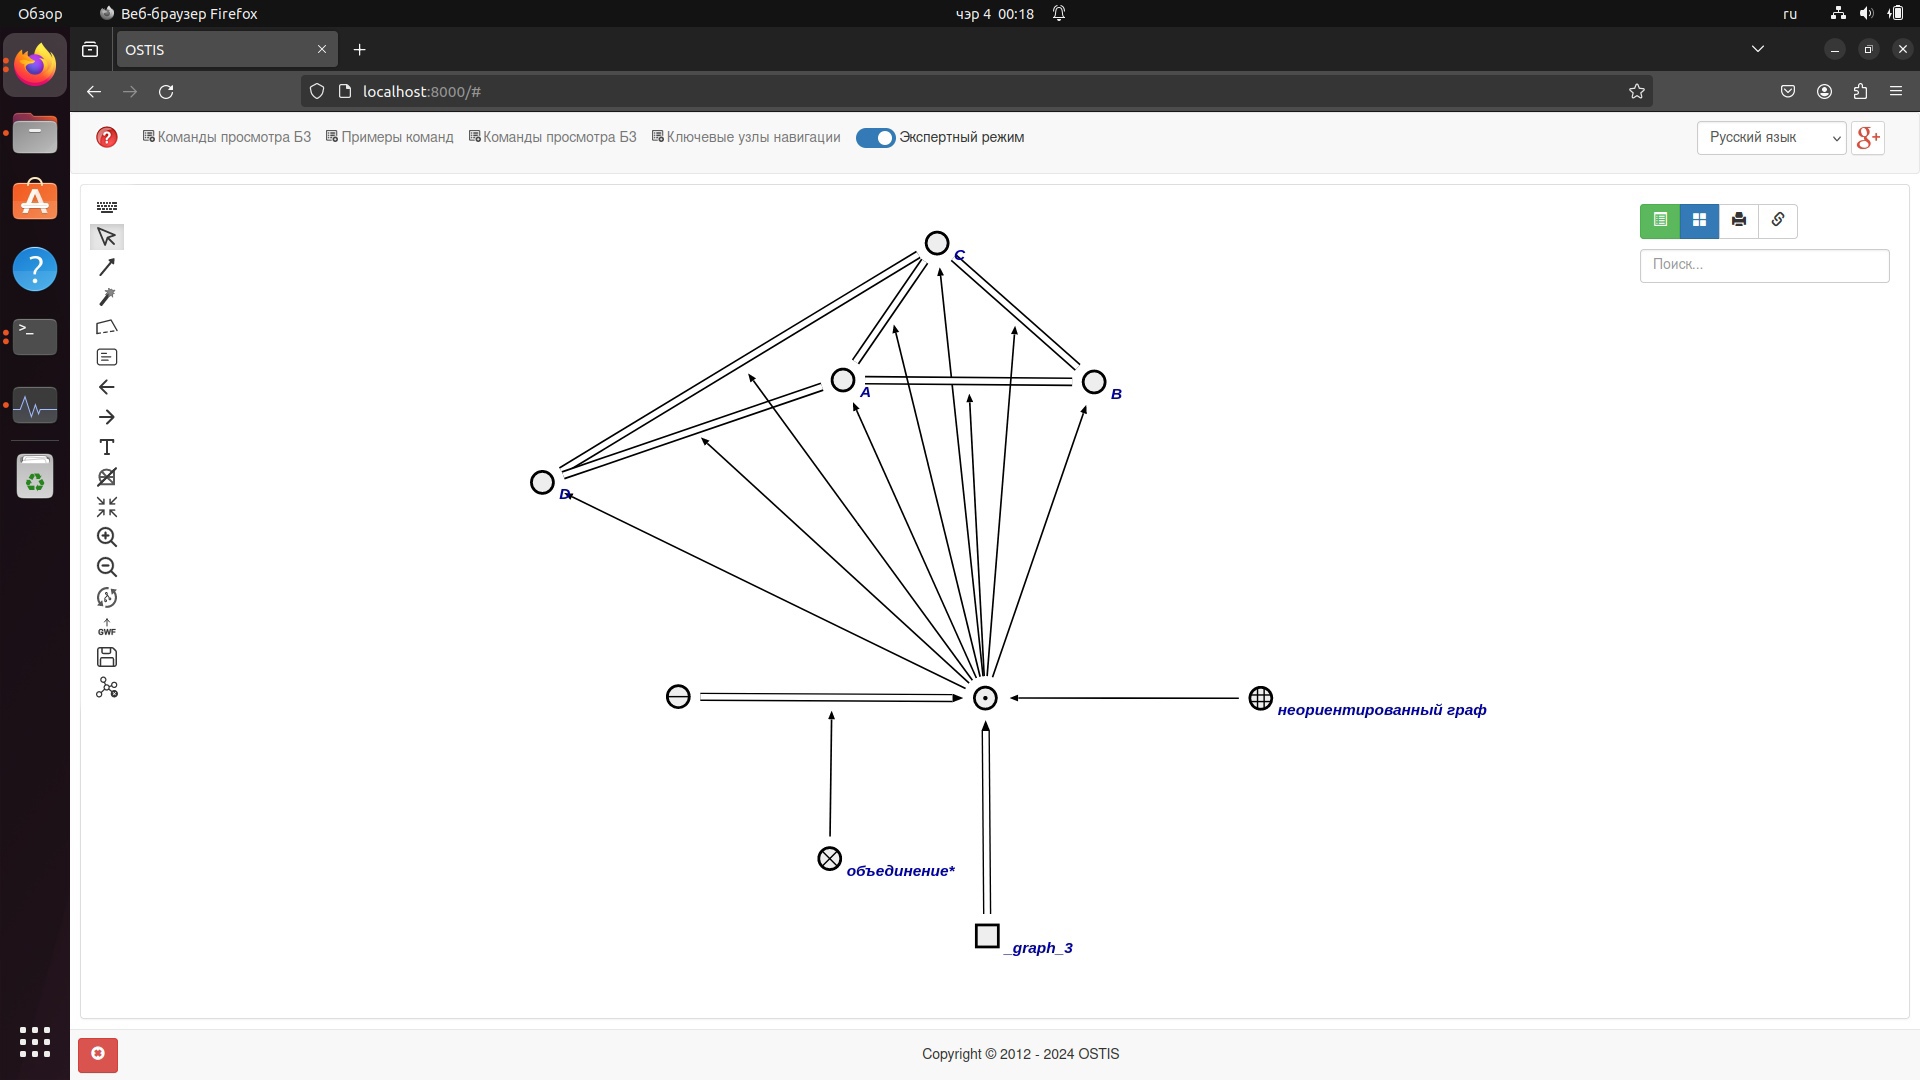 Обзор Веб-браузер Firefox чэр 4 00:18 ru
OSTIS
localhost:8000/#
Команды просмотра БЗ Примеры команд Команды просмотра БЗ Ключевые узлы навигации Экспертный режим Русский язык g+
Поиск...
C
A
B
D
GWF
неориентированный граф
объединение*
_graph_3
Copyright © 2012 - 2024 OSTIS